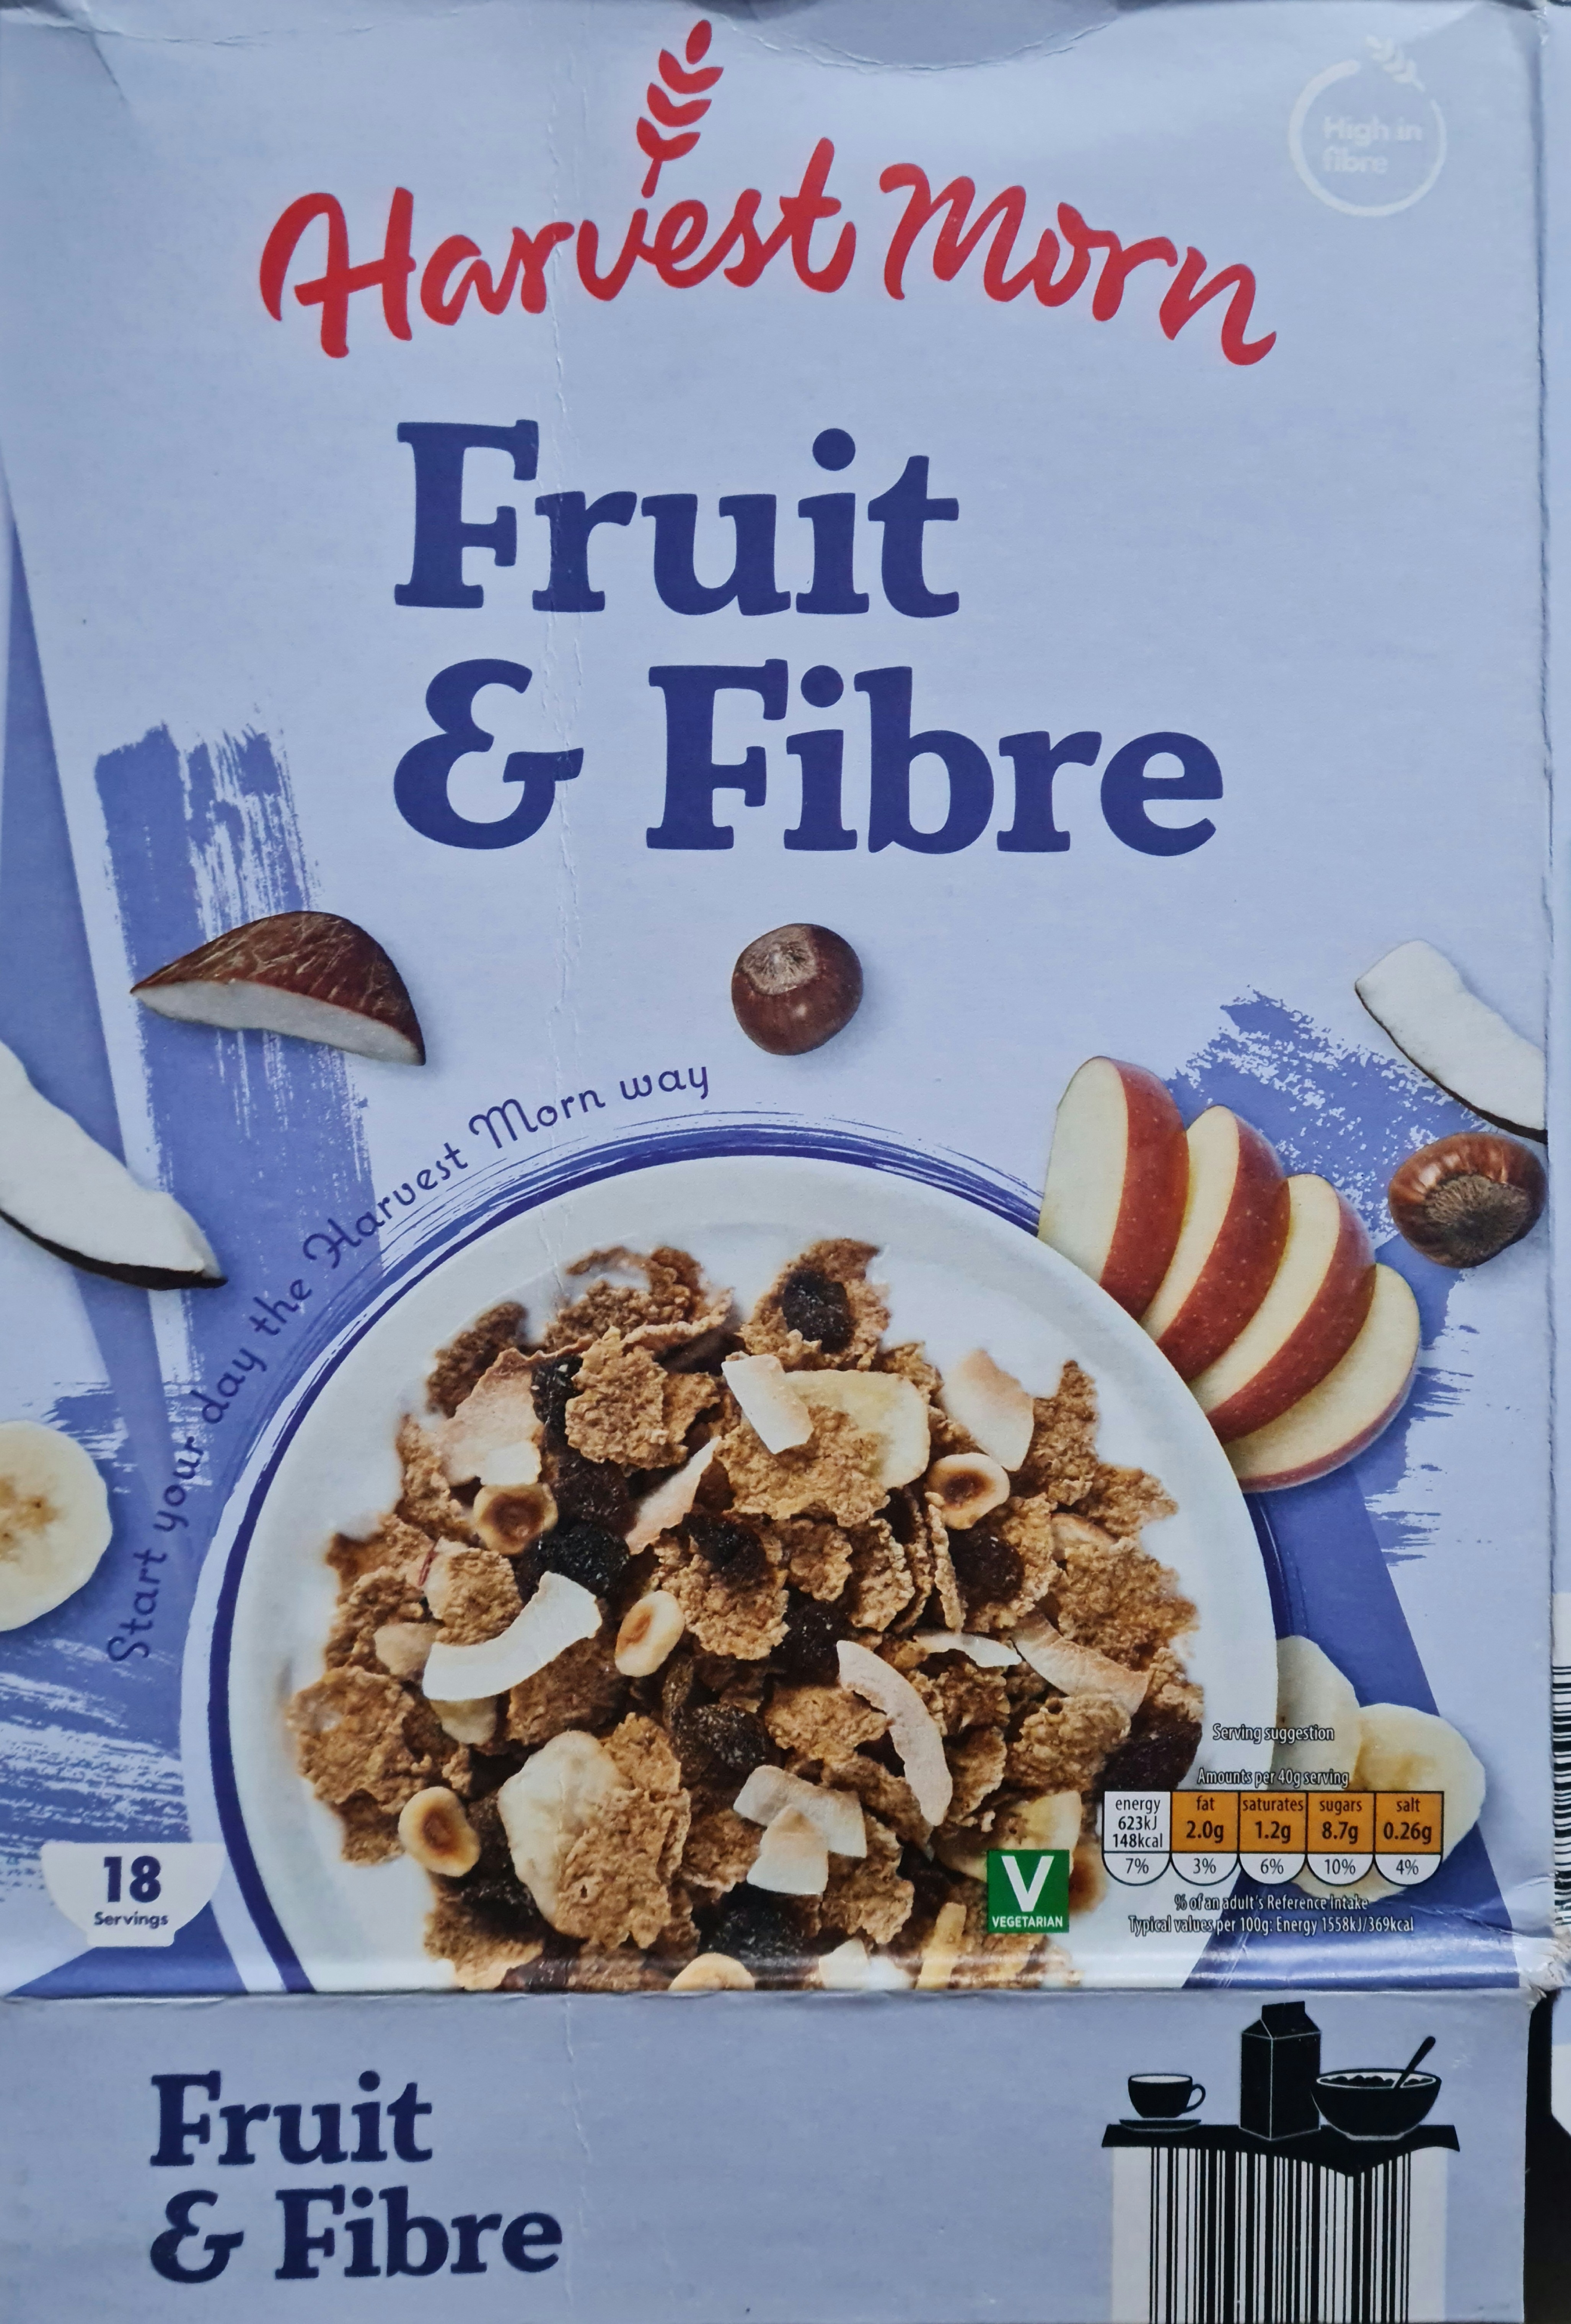 High in
fibre
Harvest Morn
Fruit
& Fibre
Start your day the Harvest Morn way
Serving suggestion
Amounts per 40g serving
energy fat saturates sugars salt
623kJ
148kcal 2.0g 1.2g 8.7g 0.26g
7% 3% 6% 10% 4%
% of an adult's Reference Intake
Typical values per 100g: Energy 1558kJ/369kcal
V
VEGETARIAN
18
Servings
Fruit
& Fibre